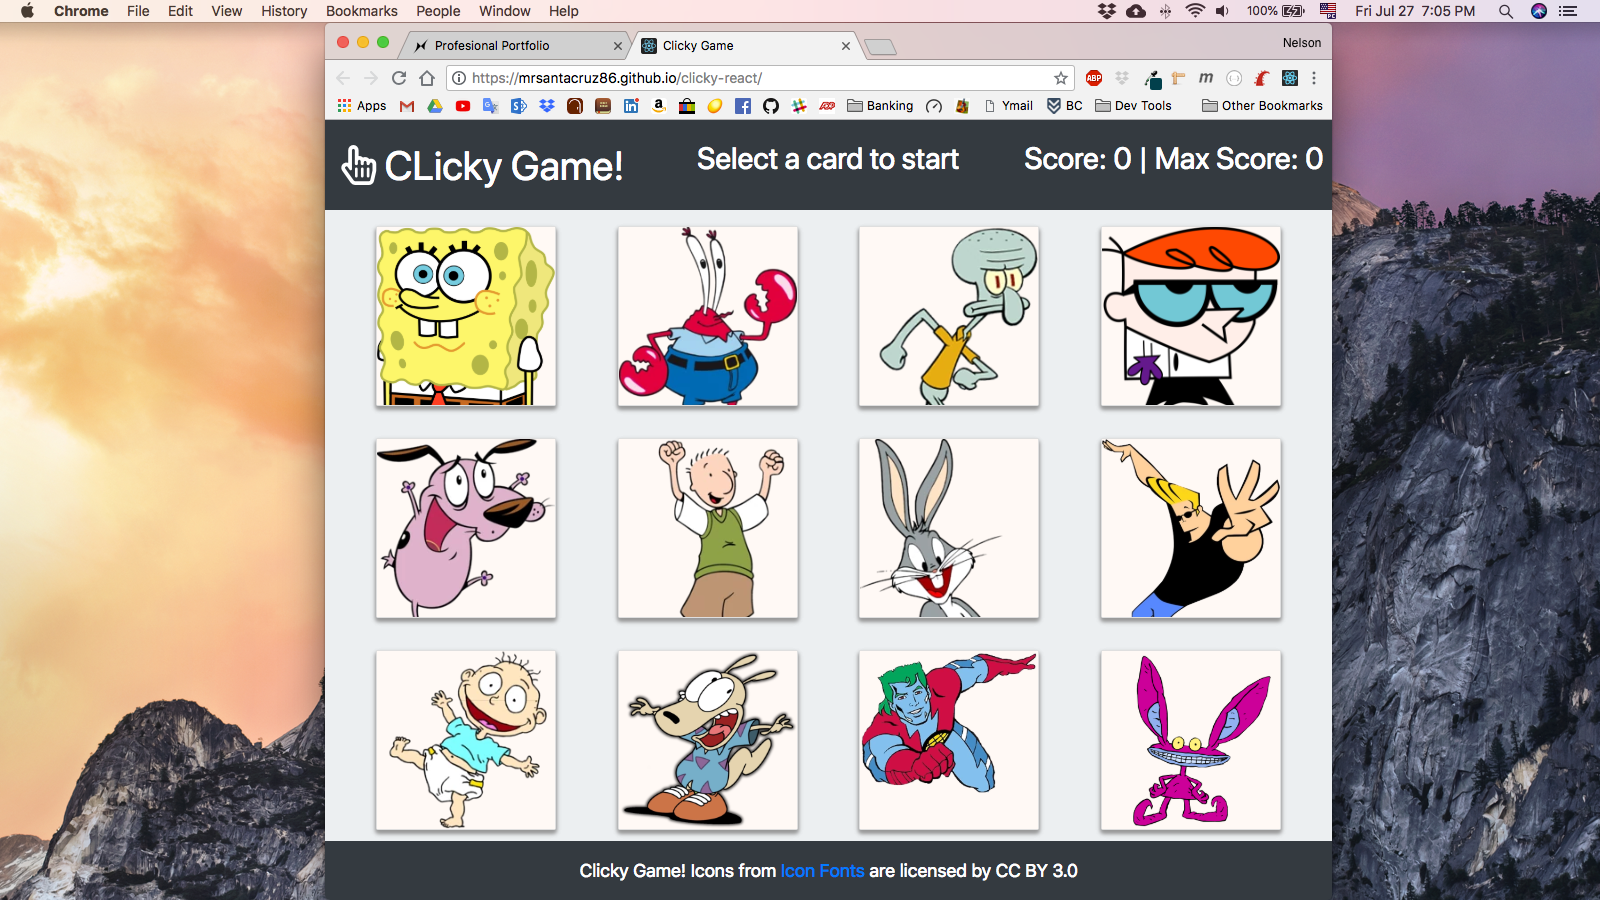 Chrome File Edit View History Bookmarks People Window Help 100% Fri Jul 27 7:05 PM
Profesional Portfolio Clicky Game Nelson
https://mrsantacruz86.github.io/clicky-react/ ABP m
Apps Banking Ymail BC Dev Tools Other Bookmarks
CLicky Game! Select a card to start Score: 0 | Max Score: 0
Clicky Game! Icons from Icon Fonts are licensed by CC BY 3.0